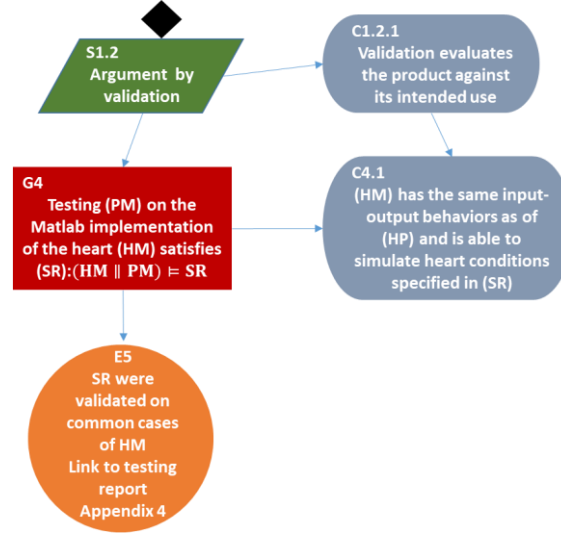 S1.2
Argument by
validation
C1.2.1
Validation evaluates
the product against
its intended use
G4
Testing (PM) on the
Matlab implementation
of the heart (HM) satisfies
(SR):(HM ∥ PM) ⊨ SR
C4.1
(HM) has the same input-
output behaviors as of
(HP) and is able to
simulate heart conditions
specified in (SR)
E5
SR were
validated on
common cases
of HM
Link to testing
report
Appendix 4